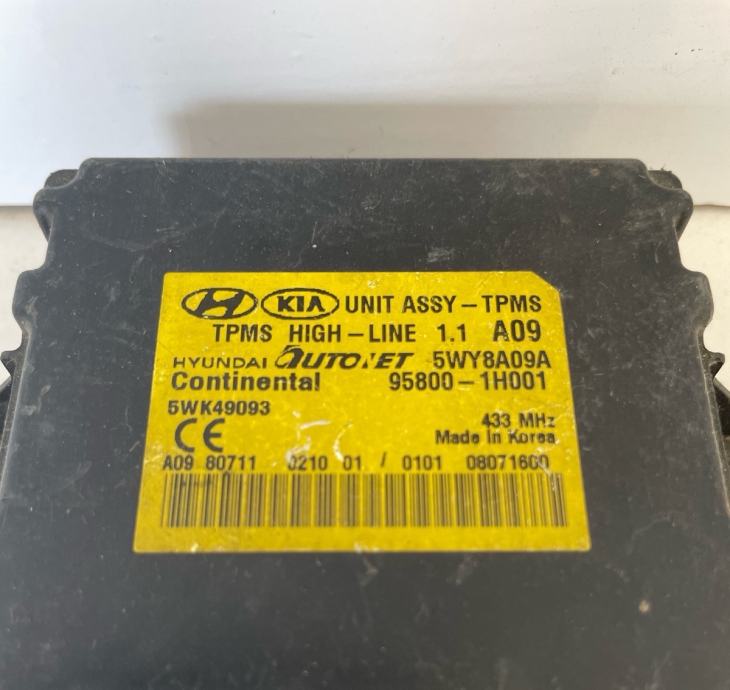 KIA UNIT ASSY-TPMS
TPMS HIGH-LINE 1.1 A09
HYUNDAI AUTONET 5WY8A09A
Continental 95800-1H001
5WK49093
433 MHz
CE Made in Korea
A09 80711 0210 01 / 0101 08071600